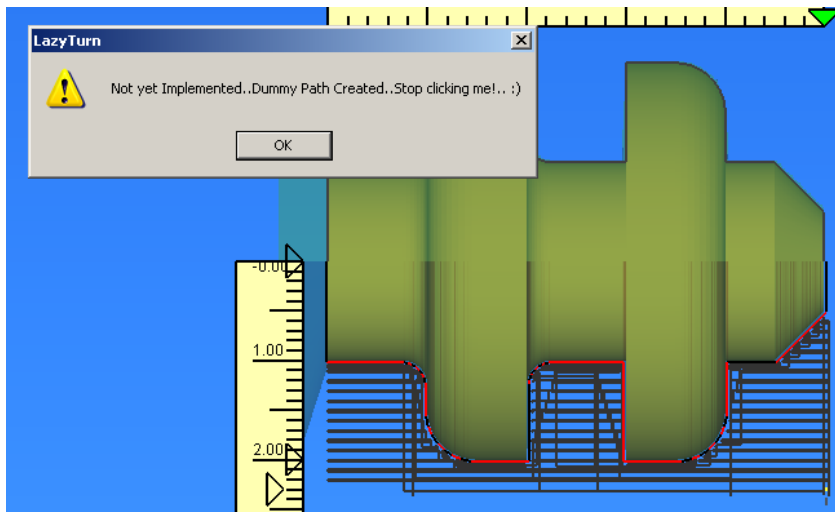 LazyTurn
Not yet Implemented..Dummy Path Created..Stop clicking me!.. :)
OK
-0.00
1.00
2.00